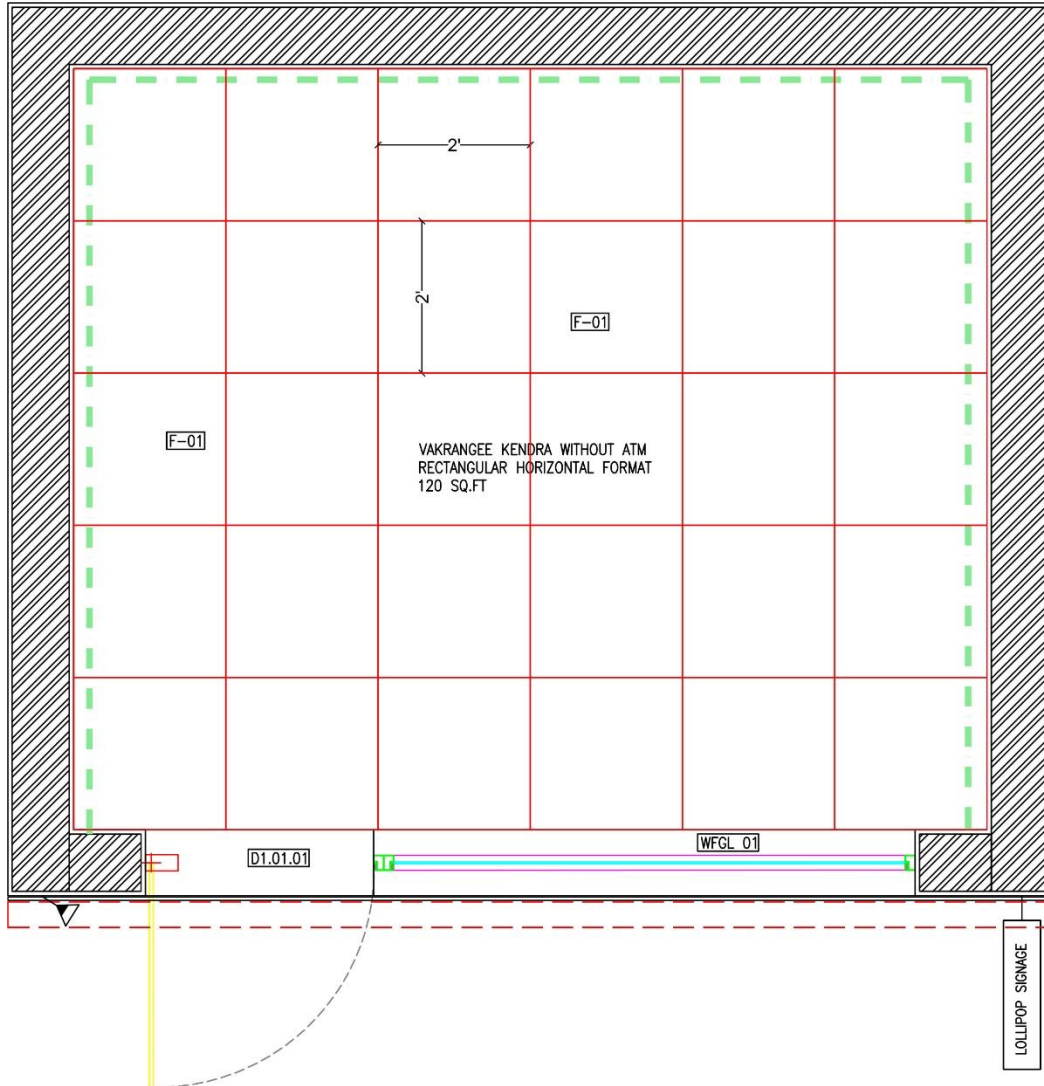 2'
2'
F-01
F-01
VAKRANGEE KENDRA WITHOUT ATM
RECTANGULAR HORIZONTAL FORMAT
120 SQ.FT
WFGL 01
D1.01.01
LOLLIPOP SIGNAGE